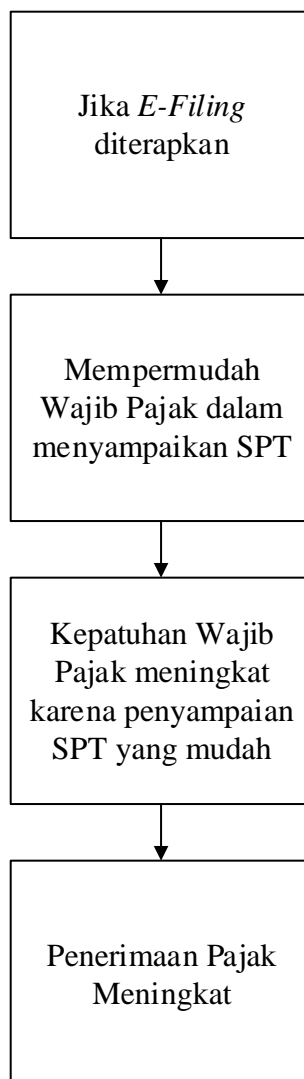 Jika E-Filing
diterapkan
Mempermudah
Wajib Pajak dalam
menyampaikan SPT
Kepatuhan Wajib
Pajak meningkat
karena penyampaian
SPT yang mudah
Penerimaan Pajak
Meningkat